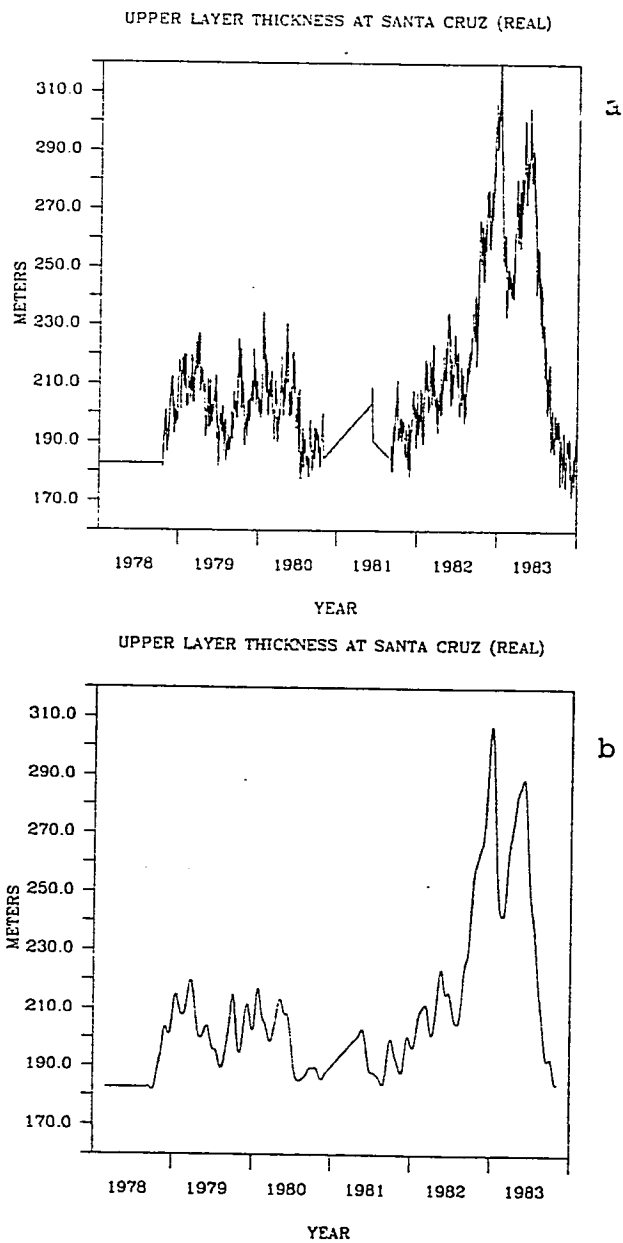 UPPER LAYER THICKNESS AT SANTA CRUZ (REAL)
310.0
290.0
270.0
250.0
230.0
210.0
190.0
170.0
METERS
1978 1979 1980 1981 1982 1983
YEAR
UPPER LAYER THICKNESS AT SANTA CRUZ (REAL)
b
310.0
290.0
270.0
250.0
230.0
210.0
190.0
170.0
METERS
1978 1979 1980 1981 1982 1983
YEAR